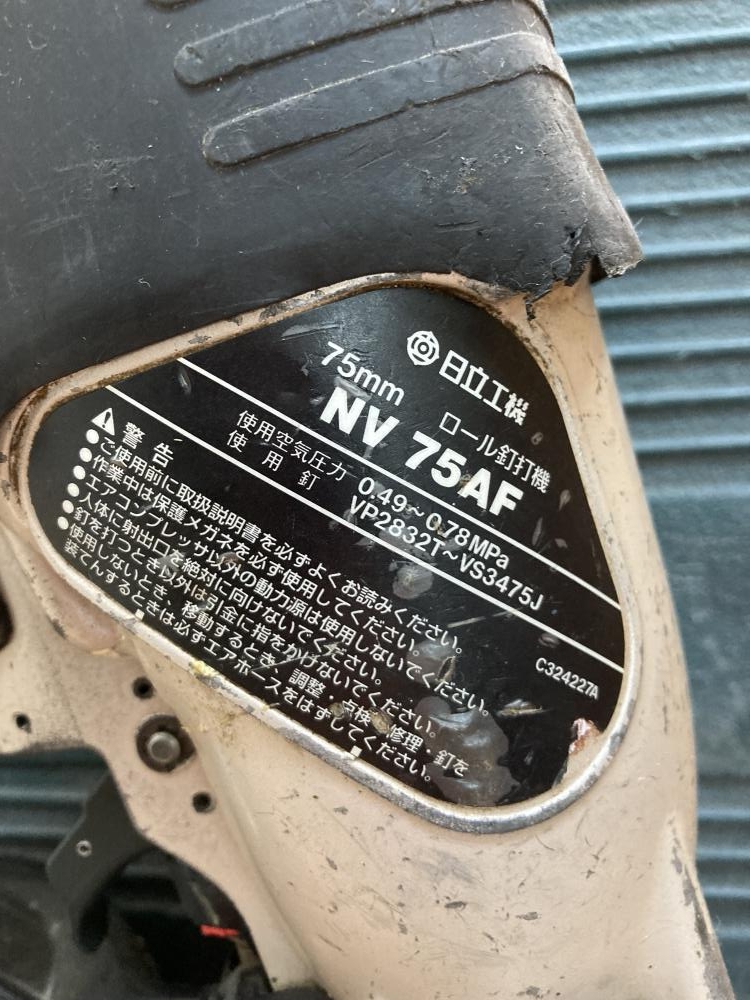 日立工機
75mm ロール釘打機
NV 75AF
使用空気圧力 0.49～0.78MPa
使用釘 VP2832T～VS3475J
警告
●ご使用前に取扱説明書を必ずよくお読みください。
●作業中は保護メガネを必ず使用してください。
●エアコンプレッサ以外の動力源は使用しないでください。
●人体に射出口を絶対に向けないでください。
●釘を打つとき以外は引金に指をかけないでください。
●使用しないとき、移動するとき、調整・点検・修理・釘を
装てんするときは必ずエアホースをはずしてください。
C324227A